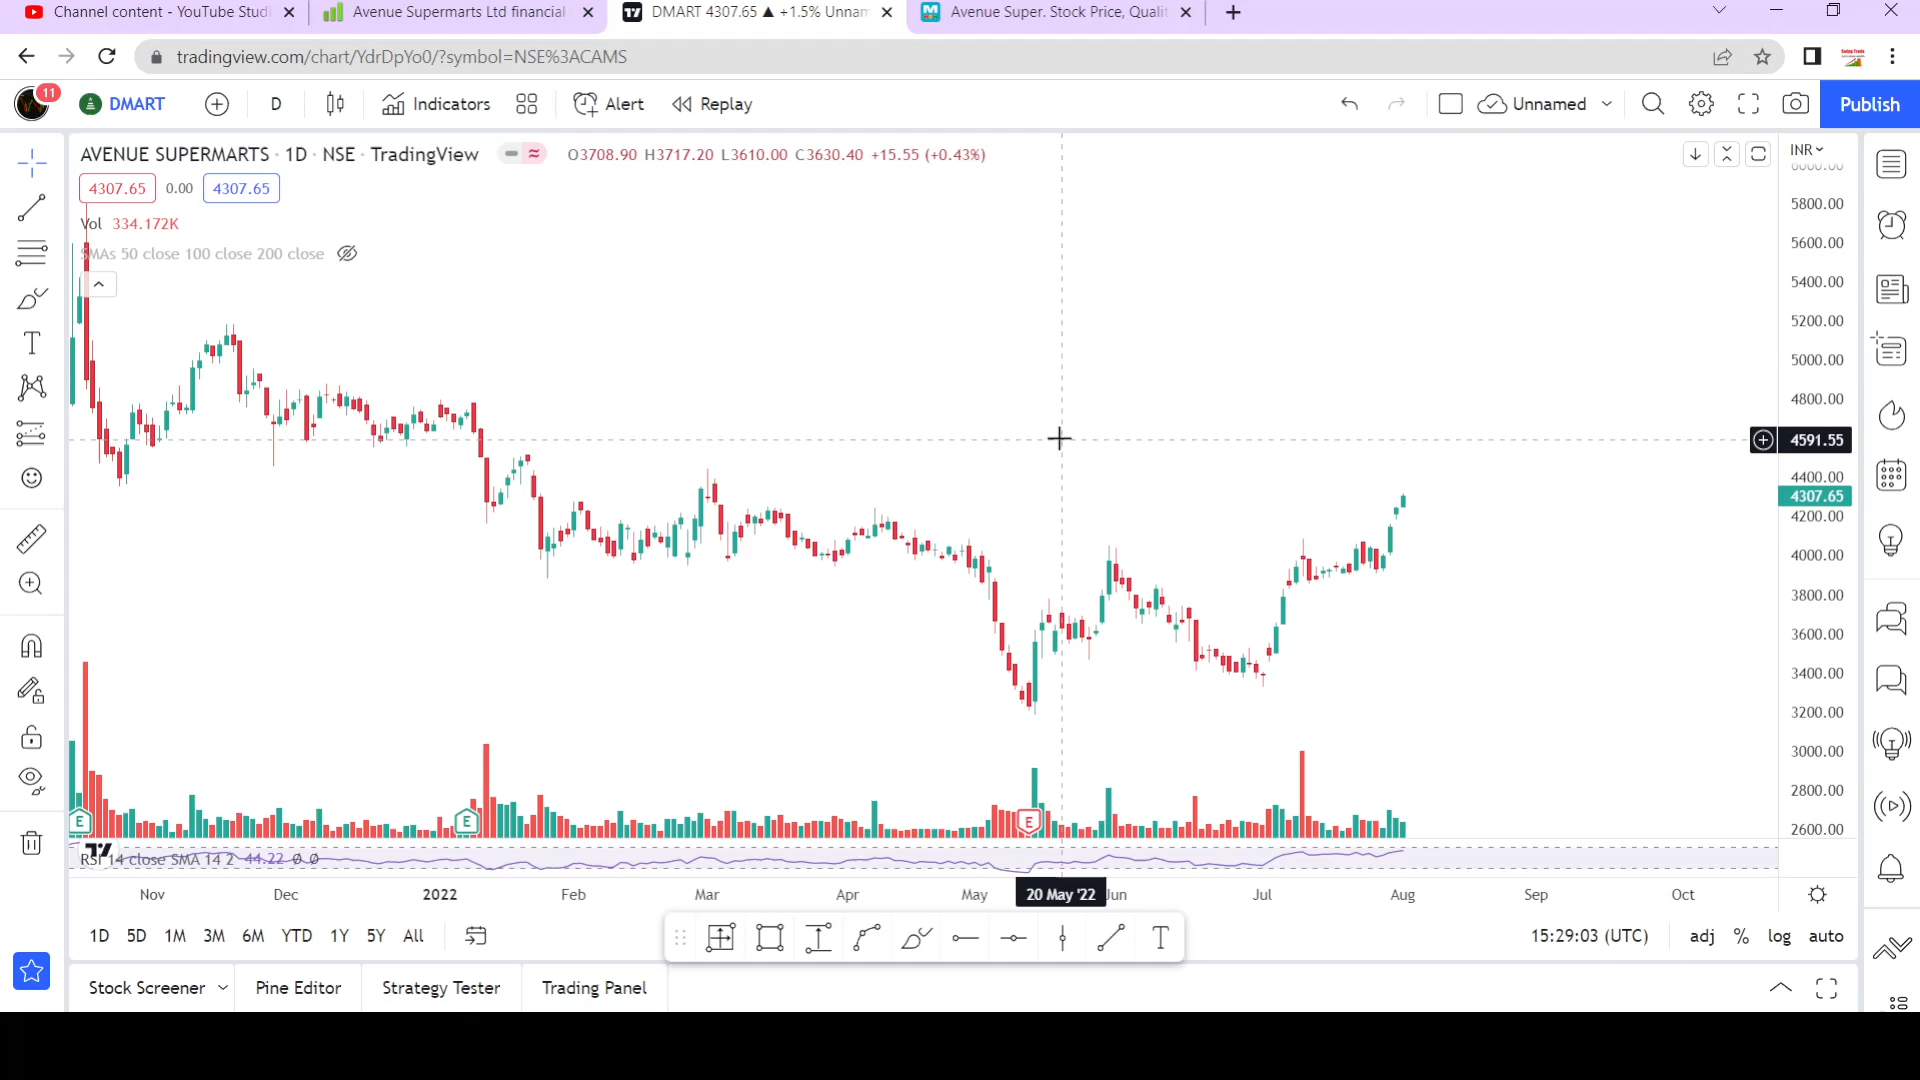 Channel content - YouTube Studi
Avenue Supermarts Ltd financial
DMART 4307.65 ▲ +1.5% Unnam
Avenue Super. Stock Price, Qualit
tradingview.com/chart/YdrDpYo0/?symbol=NSE%3ACAMS
11
DMART
D
Indicators
Alert
Replay
Unnamed
Publish
AVENUE SUPERMARTS · 1D · NSE · TradingView
O3708.90 H3717.20 L3610.00 C3630.40 +15.55 (+0.43%)
INR
4307.65 0.00 4307.65
Vol 334.172K
SMAs 50 close 100 close 200 close
6000.00
5800.00
5600.00
5400.00
5200.00
5000.00
4800.00
4591.55
4400.00
4307.65
4200.00
4000.00
3800.00
3600.00
3400.00
3200.00
3000.00
2800.00
2600.00
E
E
E
RSI 14 close SMA 14 2 44.22 Ø Ø
Nov Dec 2022 Feb Mar Apr May 20 May '22 Jun Jul Aug Sep Oct
1D 5D 1M 3M 6M YTD 1Y 5Y All
15:29:03 (UTC) adj % log auto
Stock Screener Pine Editor Strategy Tester Trading Panel